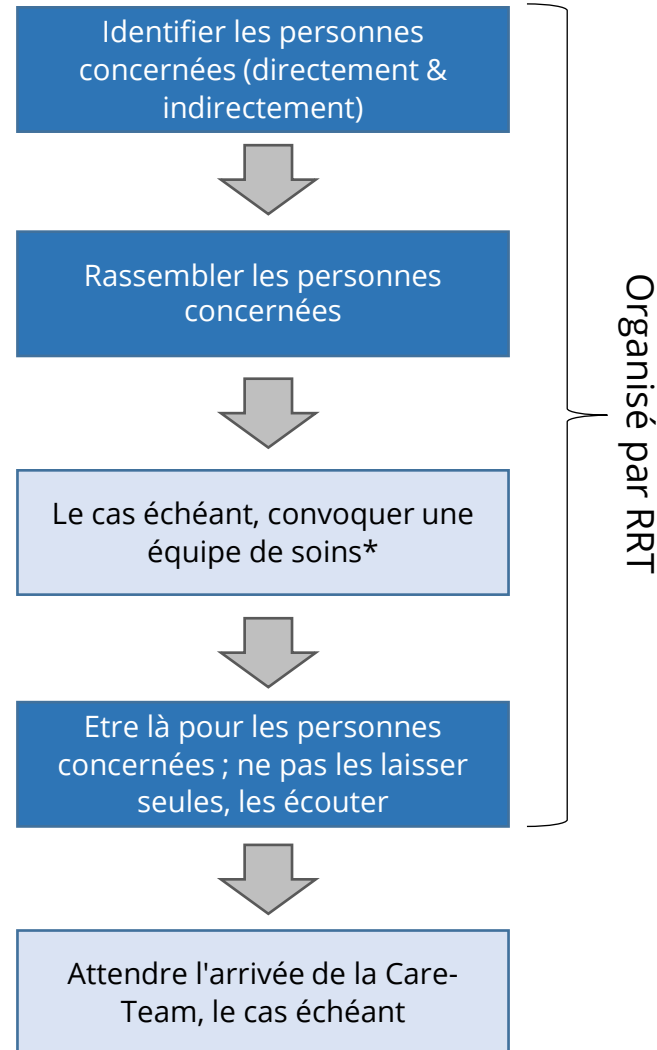 Identifier les personnes
concernées (directement &
indirectement)
Rassembler les personnes
concernées
Le cas échéant, convoquer une
équipe de soins*
Etre là pour les personnes
concernées ; ne pas les laisser
seules, les écouter
Attendre l'arrivée de la Care-
Team, le cas échéant
Organisé par RRT